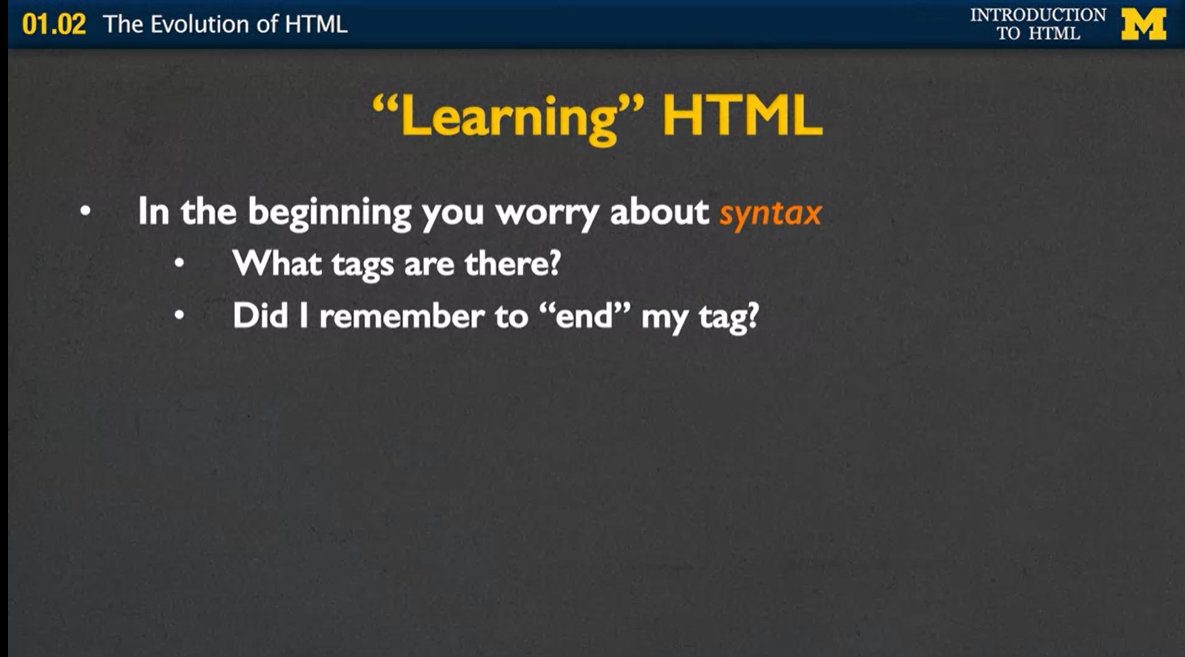 01.02 The Evolution of HTML
INTRODUCTION
TO HTML
M
“Learning” HTML
• In the beginning you worry about syntax
• What tags are there?
• Did I remember to “end” my tag?